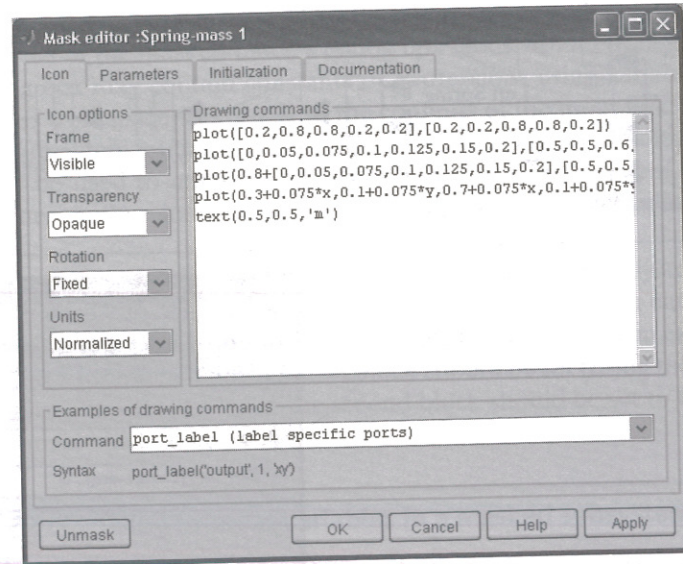 Mask editor :Spring-mass 1
Icon Parameters Initialization Documentation
Icon options
Frame
Visible
Transparency
Opaque
Rotation
Fixed
Units
Normalized
Drawing commands
plot([0.2,0.8,0.8,0.2,0.2],[0.2,0.2,0.8,0.8,0.2])
plot([0,0.05,0.075,0.1,0.125,0.15,0.2],[0.5,0.5,0.6,
plot(0.8+[0,0.05,0.075,0.1,0.125,0.15,0.2],[0.5,0.5,
plot(0.3+0.075*x,0.1+0.075*y,0.7+0.075*x,0.1+0.075*y
text(0.5,0.5,'m')
Examples of drawing commands
Command port_label (label specific ports)
Syntax port_label('output', 1, 'xy')
Unmask OK Cancel Help Apply